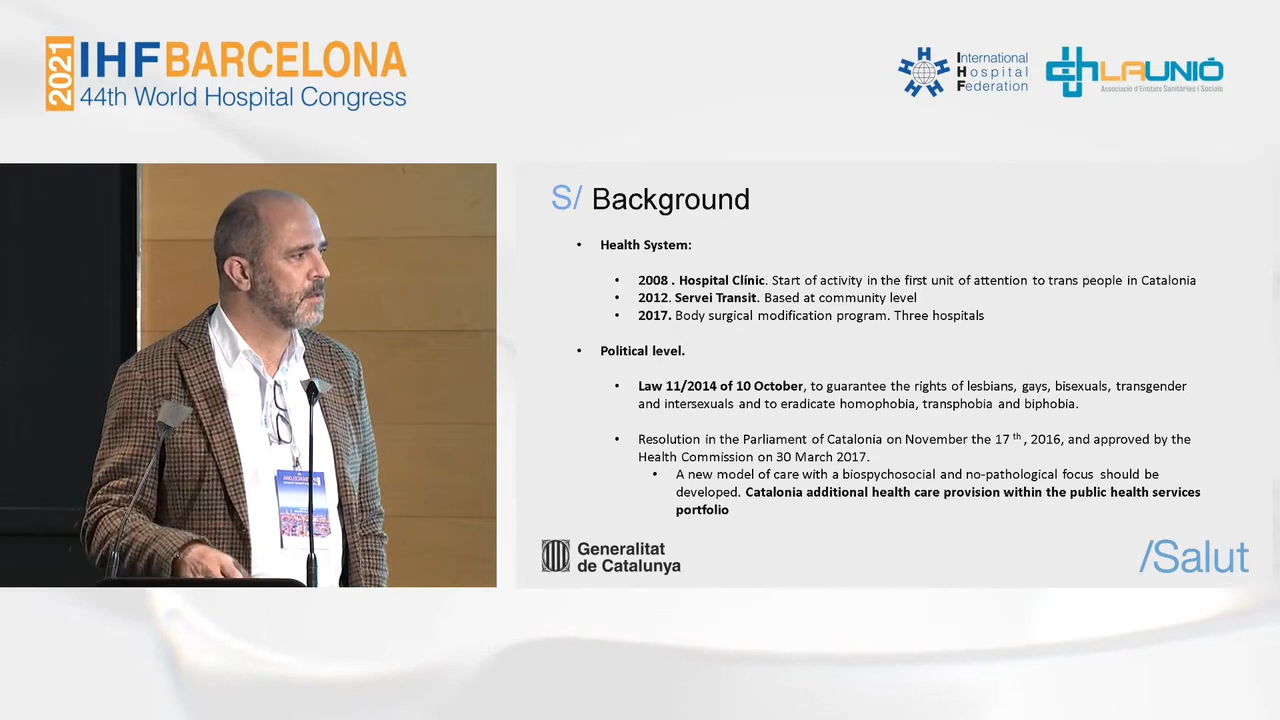 2021
IHF BARCELONA
44th World Hospital Congress
International
Hospital
Federation
LAUNIÓ
Associació d'Entitats Sanitàries i Socials
S/ Background
• Health System:
• 2008 . Hospital Clínic. Start of activity in the first unit of attention to trans people in Catalonia
• 2012. Servei Transit. Based at community level
• 2017. Body surgical modification program. Three hospitals
• Political level.
• Law 11/2014 of 10 October, to guarantee the rights of lesbians, gays, bisexuals, transgender
and intersexuals and to eradicate homophobia, transphobia and biphobia.
• Resolution in the Parliament of Catalonia on November the 17 th , 2016, and approved by the
Health Commission on 30 March 2017.
• A new model of care with a biopsychosocial and no-pathological focus should be
developed. Catalonia additional health care provision within the public health services
portfolio
Generalitat
de Catalunya
/Salut